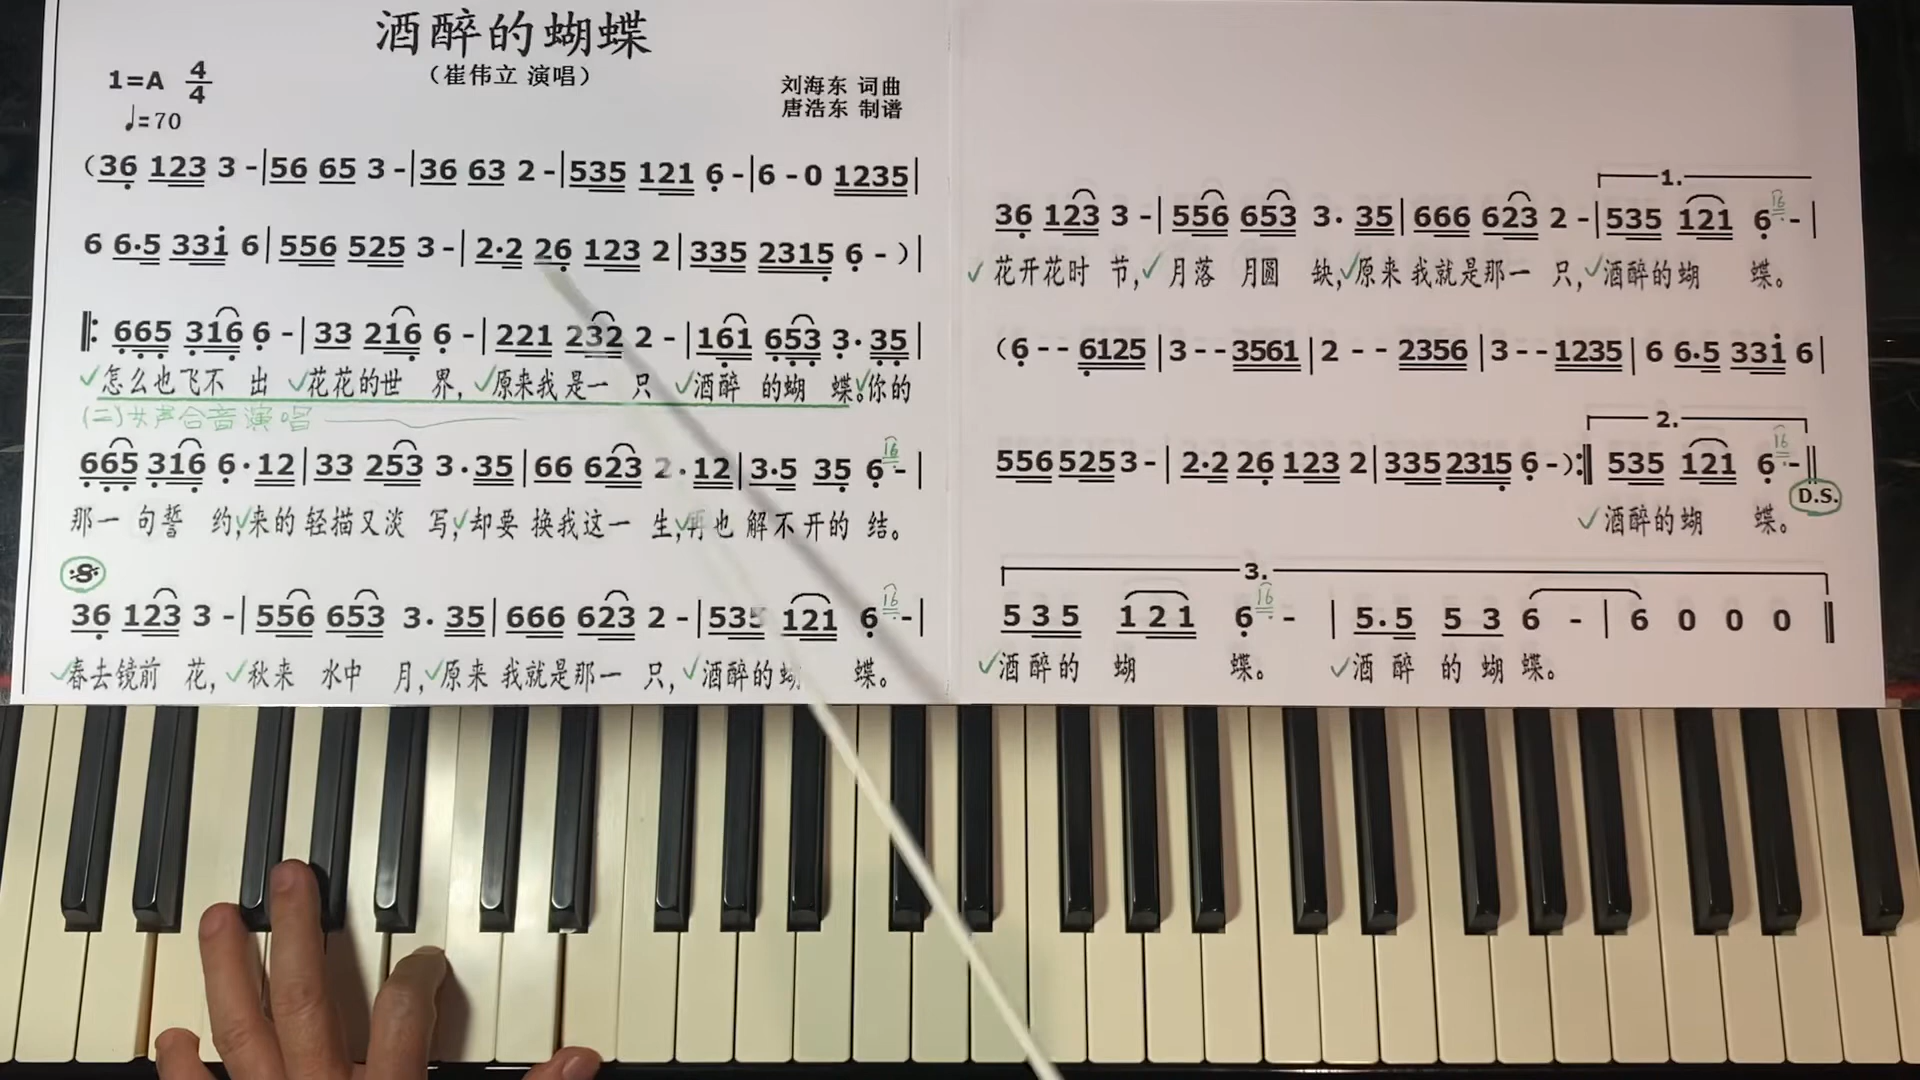 酒醉的蝴蝶
（崔伟立 演唱）
1=A 4/4
♩=70
刘海东 词曲
唐浩东 制谱
（36 123 3 -|56 65 3 -|36 63 2 -|535 121 6 -|6 - 0 1235|
6 6·5 33i 6|556 525 3 -|2·2 26 123 2|335 2315 6 - ）|
‖: 665 316 6 -|33 216 6 -|221 232 2 -|161 653 3· 35|
✓怎么也飞不 出 ✓花花的世 界, ✓原来我是一 只 ✓酒醉 的蝴 蝶。✓你的
(二)共声合音演唱
665 316 6·12|33 253 3·35|66 623 2·12|3·5 35 6 16 -|
那一 句誓 约,✓来的 轻描又淡 写,✓却要 换我这一 生,✓再也 解不开的 结。
:S:
36 123 3 -|556 653 3· 35|666 623 2 -|535 121 6 16 -|
✓春去镜前 花, ✓秋来 水中 月,✓原来 我就是那一 只, ✓酒醉的蝴 蝶。
1.
36 123 3 -|556 653 3· 35|666 623 2 -|535 121 6 16 -|
✓花开花时 节,✓月落 月圆 缺,✓原来 我就是那一 只,✓酒醉的蝴 蝶。
（6 - - 6125|3 - - 3561|2 - - 2356|3 - - 1235|6 6·5 33i 6|
2.
556 525 3 -|2·2 26 123 2|335 2315 6 - ）:‖ 535 121 6 16 -‖
D.S.
✓酒醉的蝴 蝶。
3.
5 3 5 1 2 1 6 16 - |5.5 5 3 6 - |6 0 0 0‖
✓酒 醉 的 蝴 蝶。 ✓酒 醉 的 蝴 蝶。